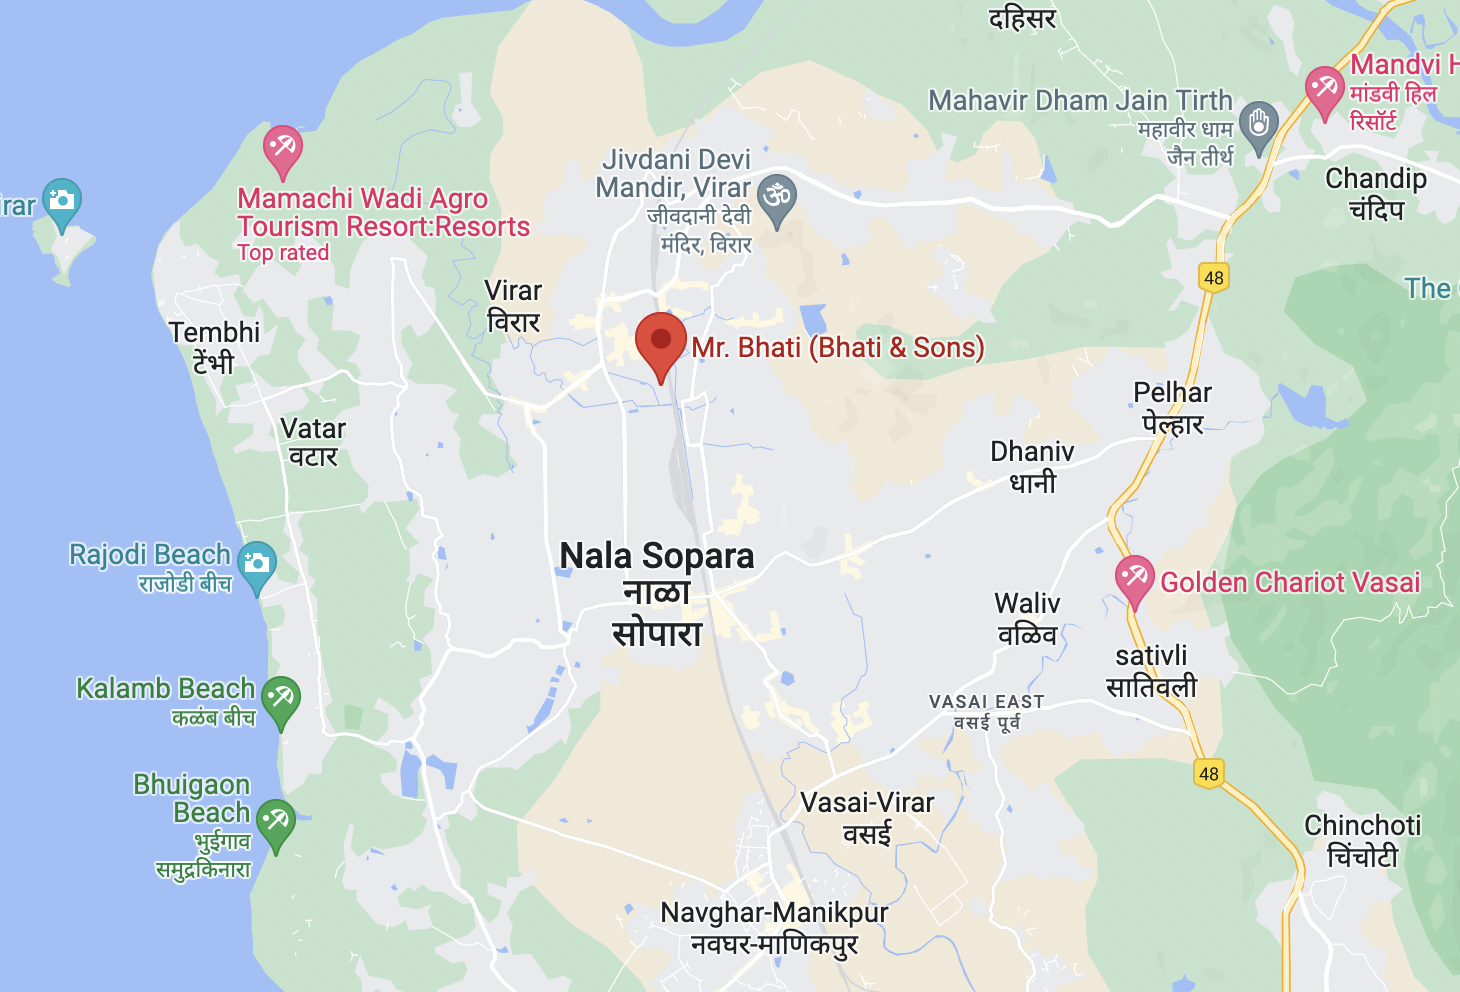 दहिसर
Mandvi H
मांडवी हिल
रिसॉर्ट
Mahavir Dham Jain Tirth
महावीर धाम
जैन तीर्थ
Jivdani Devi
Mandir, Virar
जीवदानी देवी
मंदिर, विरार
Chandip
चंदिप
Mamachi Wadi Agro
Tourism Resort:Resorts
Top rated
irar
48
The
Virar
विरार
Tembhi
टेंभी
Mr. Bhati (Bhati & Sons)
Pelhar
पेल्हार
Vatar
वटार
Dhaniv
धानी
Rajodi Beach
राजोडी बीच
Nala Sopara
नाळा
सोपारा
Golden Chariot Vasai
Waliv
वळिव
sativli
सातिवली
Kalamb Beach
कळंब बीच
VASAI EAST
वसई पूर्व
48
Bhuigaon
Beach
भुईगाव
समुद्रकिनारा
Vasai-Virar
वसई
Chinchoti
चिंचोटी
Navghar-Manikpur
नवघर-माणिकपुर